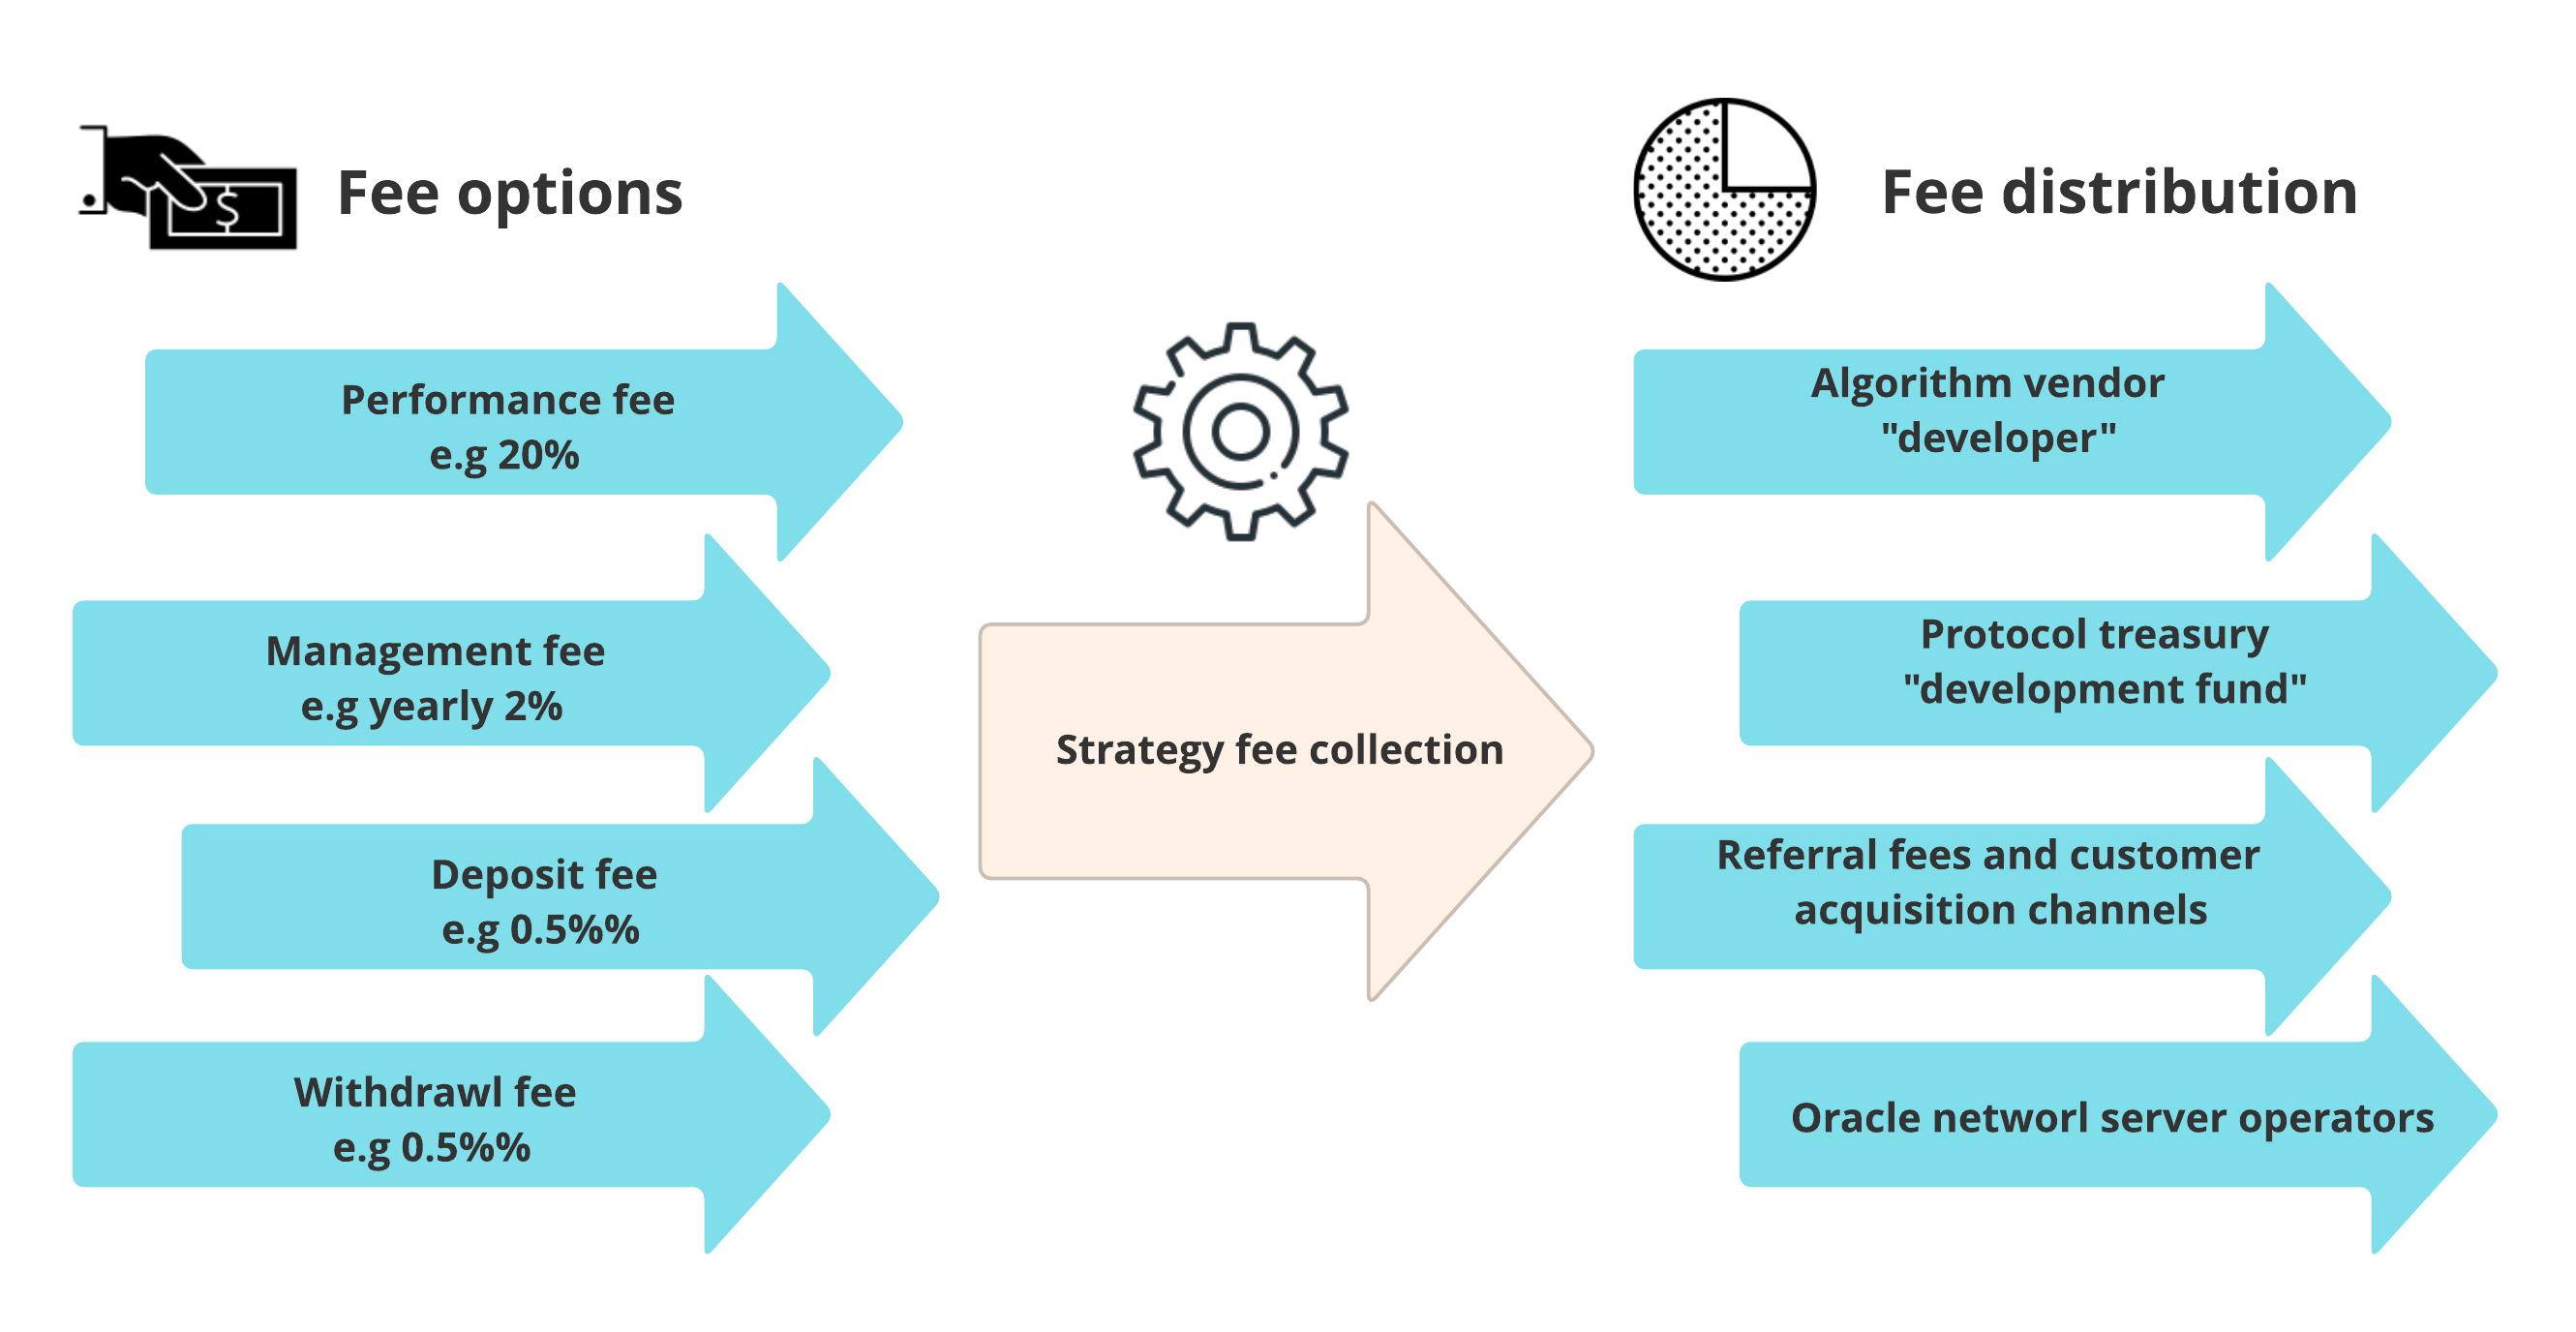 Fee options
Performance fee
e.g 20%
Management fee
e.g yearly 2%
Deposit fee
e.g 0.5%%
Withdrawl fee
e.g 0.5%%
Strategy fee collection
Fee distribution
Algorithm vendor
"developer"
Protocol treasury
"development fund"
Referral fees and customer
acquisition channels
Oracle networl server operators